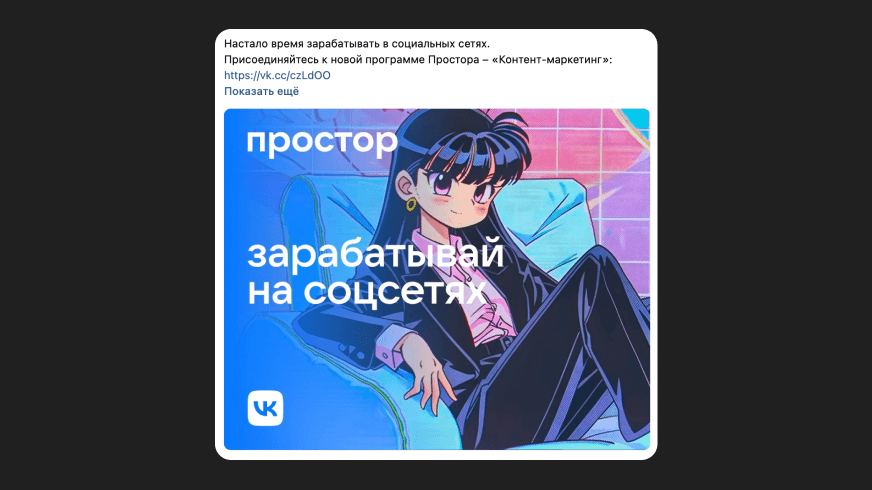 Настало время зарабатывать в социальных сетях.
Присоединяйтесь к новой программе Простора – «Контент-маркетинг»:
https://vk.cc/czLdOO
Показать ещё
простор
зарабатывай
на соцсетях
VK